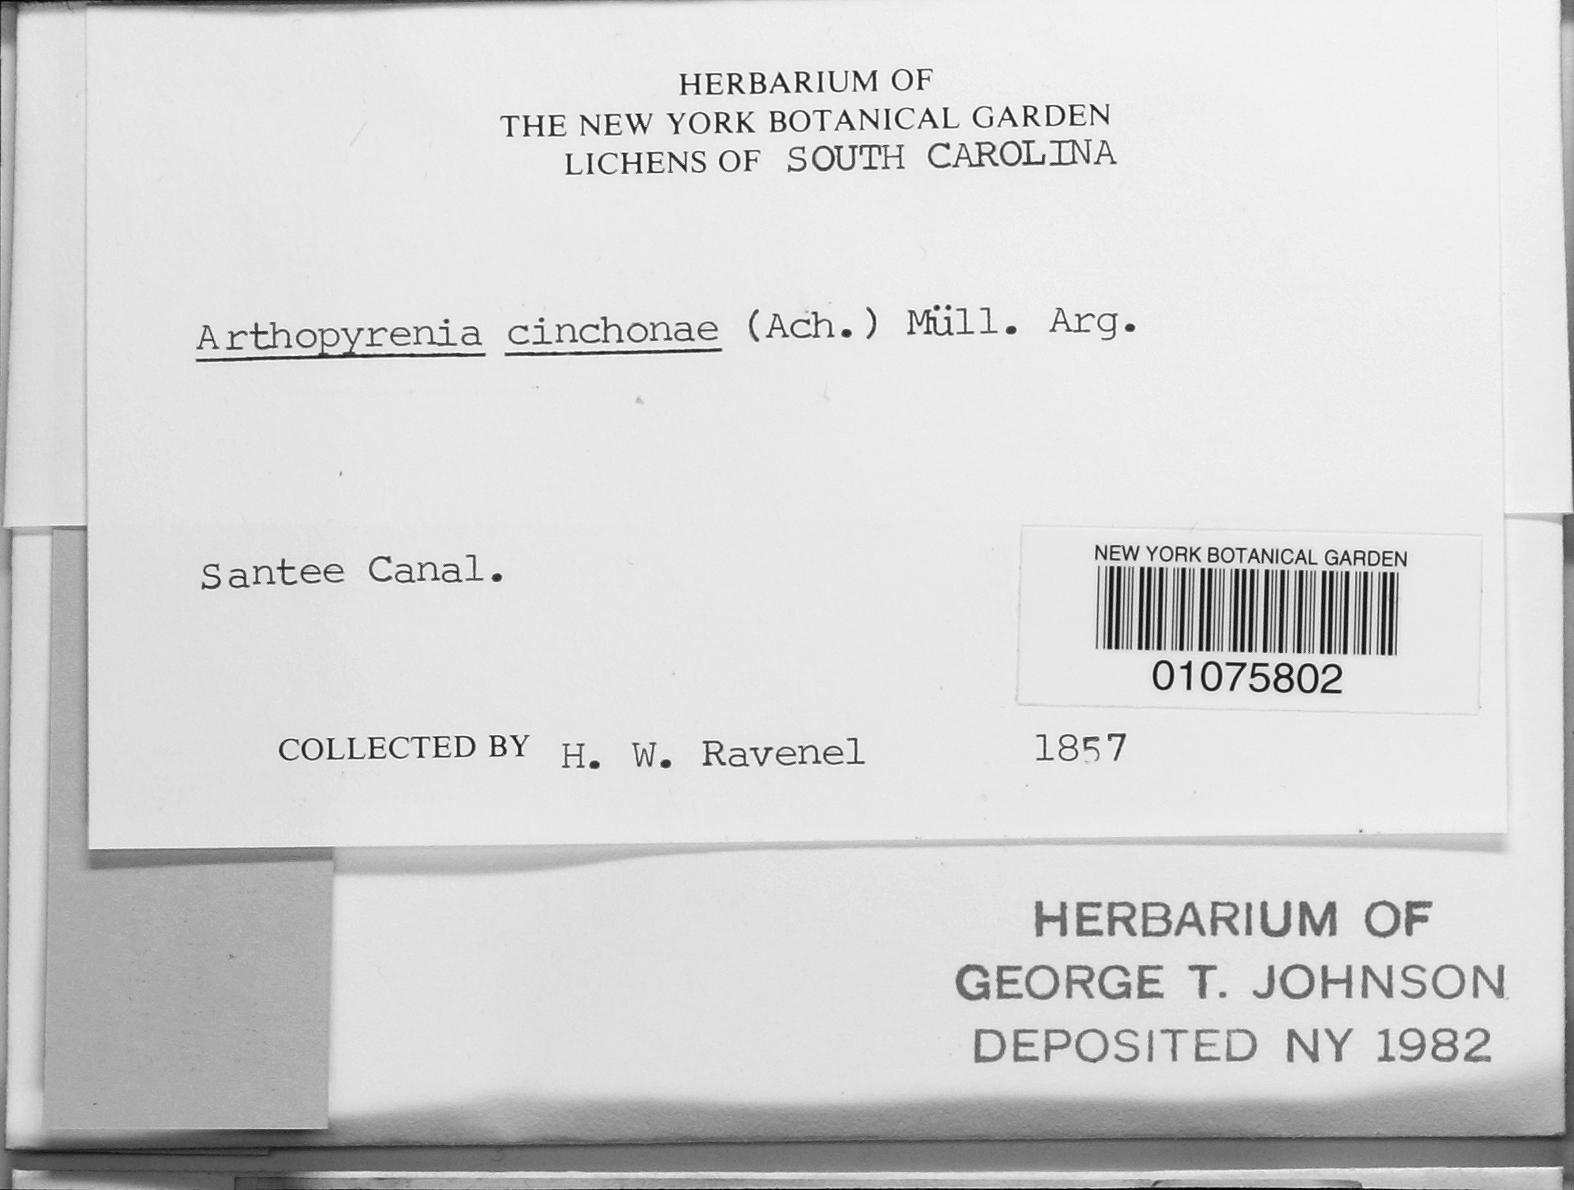 HERBARIUM OF
THE NEW YORK BOTANICAL GARDEN
LICHENS OF SOUTH CAROLINA
Arthopyrenia cinchonae (Ach.) Müll. Arg.
Santee Canal.
NEW YORK BOTANICAL GARDEN
01075802
COLLECTED BY H. W. Ravenel 1857
HERBARIUM OF
GEORGE T. JOHNSON
DEPOSITED NY 1982